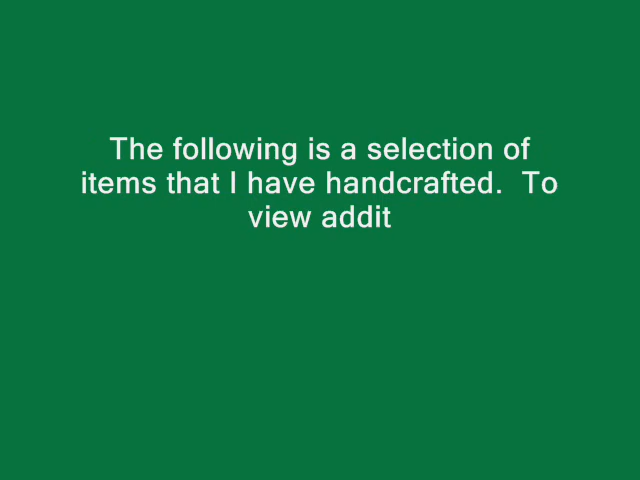 The following is a selection of
items that I have handcrafted.  To
view addit